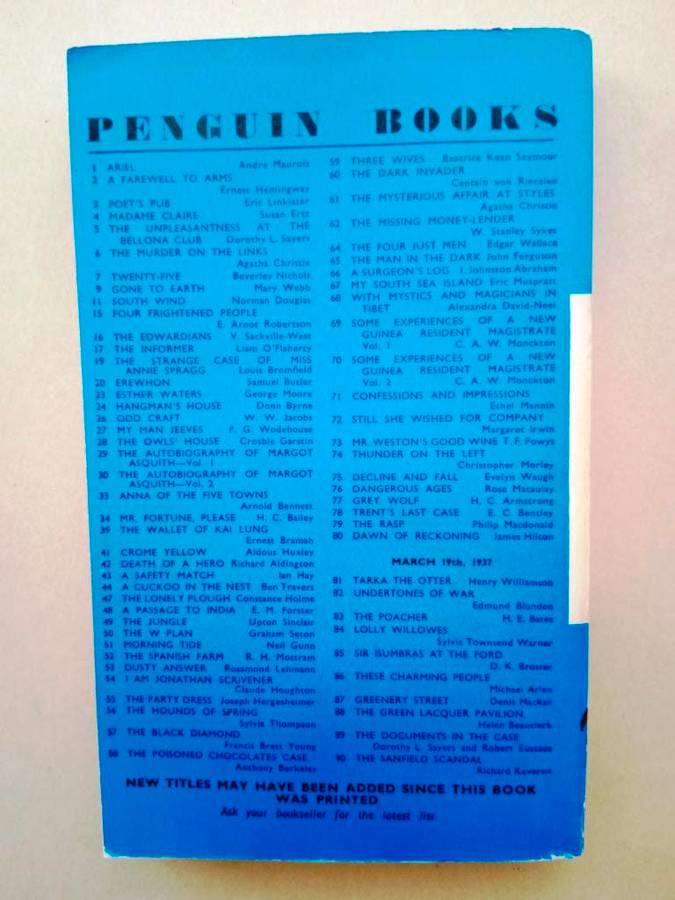 PENGUIN BOOKS
1 ARIEL Andre Maurois
2 A FAREWELL TO ARMS
Ernest Hemingway
3 POET'S PUB Eric Linklater
4 MADAME CLAIRE Susan Ertz
5 THE UNPLEASANTNESS AT THE
BELLONA CLUB Dorothy L. Sayers
6 THE MURDER ON THE LINKS
Agatha Christie
7 TWENTY-FIVE Beverley Nichols
9 GONE TO EARTH Mary Webb
11 SOUTH WIND Norman Douglas
15 FOUR FRIGHTENED PEOPLE
E. Arnot Robertson
16 THE EDWARDIANS V. Sackville-West
17 THE INFORMER Liam O'Flaherty
19 THE STRANGE CASE OF MISS
ANNIE SPRAGG Louis Bromfield
20 EREWHON Samuel Butler
23 ESTHER WATERS George Moore
24 HANGMAN'S HOUSE Donn Byrne
26 ODD CRAFT W. W. Jacobs
27 MY MAN JEEVES P. G. Wodehouse
28 THE OWLS' HOUSE Crosbie Garstin
29 THE AUTOBIOGRAPHY OF MARGOT
ASQUITH—Vol. 1
30 THE AUTOBIOGRAPHY OF MARGOT
ASQUITH—Vol. 2
33 ANNA OF THE FIVE TOWNS
Arnold Bennett
34 MR. FORTUNE, PLEASE H. C. Bailey
39 THE WALLET OF KAI LUNG
Ernest Bramah
41 CROME YELLOW Aldous Huxley
42 DEATH OF A HERO Richard Aldington
43 A SAFETY MATCH Ian Hay
44 A CUCKOO IN THE NEST Ben Travers
47 THE LONELY PLOUGH Constance Holme
48 A PASSAGE TO INDIA E. M. Forster
49 THE JUNGLE Upton Sinclair
50 THE W PLAN Graham Seton
51 MORNING TIDE Neil Gunn
52 THE SPANISH FARM R. H. Mottram
53 DUSTY ANSWER Rosamond Lehmann
54 I AM JONATHAN SCRIVENER
Claude Houghton
55 THE PARTY DRESS Joseph Hergesheimer
56 THE HOUNDS OF SPRING
Sylvia Thompson
57 THE BLACK DIAMOND
Francis Brett Young
58 THE POISONED CHOCOLATES CASE
Anthony Berkeley
59 THREE WIVES Beatrice Kean Seymour
60 THE DARK INVADER
Captain von Rintelen
61 THE MYSTERIOUS AFFAIR AT STYLES
Agatha Christie
62 THE MISSING MONEY-LENDER
W. Stanley Sykes
64 THE FOUR JUST MEN Edgar Wallace
65 THE MAN IN THE DARK John Ferguson
66 A SURGEON'S LOG J. Johnston Abraham
67 MY SOUTH SEA ISLAND Eric Muspratt
68 WITH MYSTICS AND MAGICIANS IN
TIBET Alexandra David-Neel
69 SOME EXPERIENCES OF A NEW
GUINEA RESIDENT MAGISTRATE
Vol. 1 C. A. W. Monckton
70 SOME EXPERIENCES OF A NEW
GUINEA RESIDENT MAGISTRATE
Vol. 2 C. A. W. Monckton
71 CONFESSIONS AND IMPRESSIONS
Ethel Mannin
72 STILL SHE WISHED FOR COMPANY
Margaret Irwin
73 MR. WESTON'S GOOD WINE T. F. Powys
74 THUNDER ON THE LEFT
Christopher Morley
75 DECLINE AND FALL Evelyn Waugh
76 DANGEROUS AGES Rose Macaulay
77 GREY WOLF H. C. Armstrong
78 TRENT'S LAST CASE E. C. Bentley
79 THE RASP Philip Macdonald
80 DAWN OF RECKONING James Hilton
MARCH 19th, 1937
81 TARKA THE OTTER Henry Williamson
82 UNDERTONES OF WAR
Edmund Blunden
83 THE POACHER H. E. Bates
84 LOLLY WILLOWES
Sylvia Townsend Warner
85 SIR ISUMBRAS AT THE FORD
D. K. Broster
86 THESE CHARMING PEOPLE
Michael Arlen
87 GREENERY STREET Denis Mackail
88 THE GREEN LACQUER PAVILION
Helen Beauclerk
89 THE DOCUMENTS IN THE CASE
Dorothy L. Sayers and Robert Eustace
90 THE SANFIELD SCANDAL
Richard Keverne
NEW TITLES MAY HAVE BEEN ADDED SINCE THIS BOOK
WAS PRINTED
Ask your bookseller for the latest list